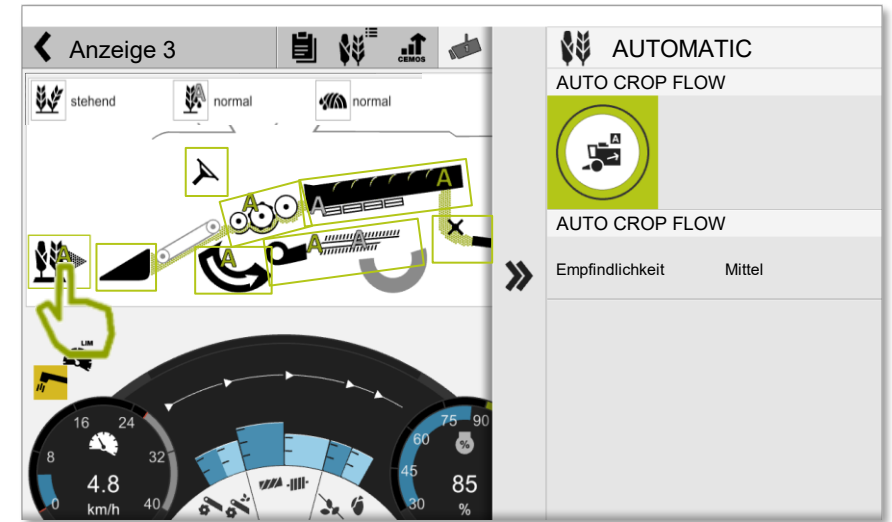 Anzeige 3
CEMOS
AUTOMATIC
AUTO CROP FLOW
A
stehend
A
normal
normal
A
A
A
A
A
A
A
AUTO CROP FLOW
Empfindlichkeit Mittel
LIM
16 24
8 32
0 40
4.8
km/h
75 90
60
45
30
%
85
%